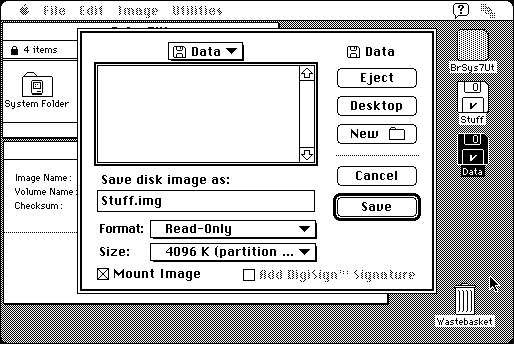 File Edit Image Utilities
4 items
System Folder
Image Name :
Volume Name :
Checksum :
Data
Save disk image as:
Stuff.img
Format: Read-Only
Size: 4096 K (partition ...
Mount Image
Add DigiSign™ Signature
Data
Eject
Desktop
New
Cancel
Save
BrSys7Ut
Stuff
Data
Wastebasket